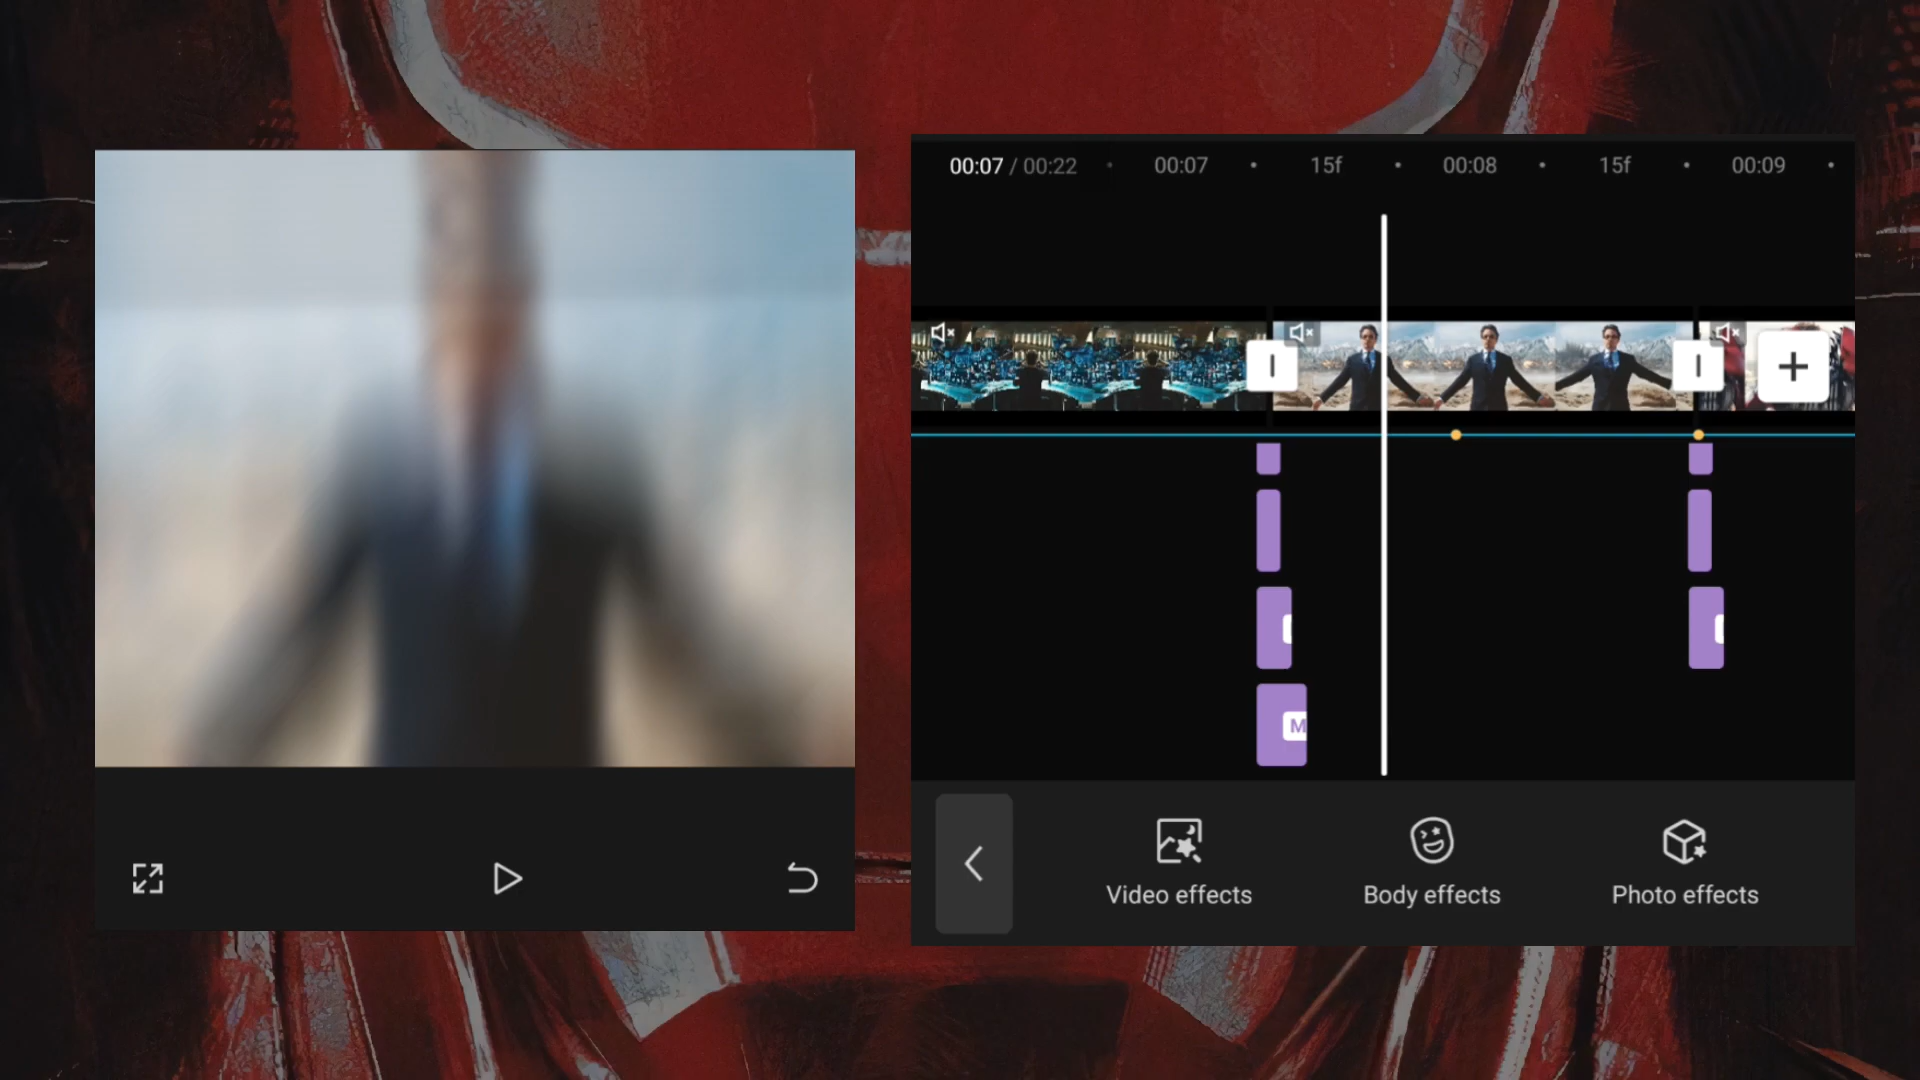 00:07 / 00:22 00:07 15f 00:08 15f 00:09
M
Video effects Body effects Photo effects